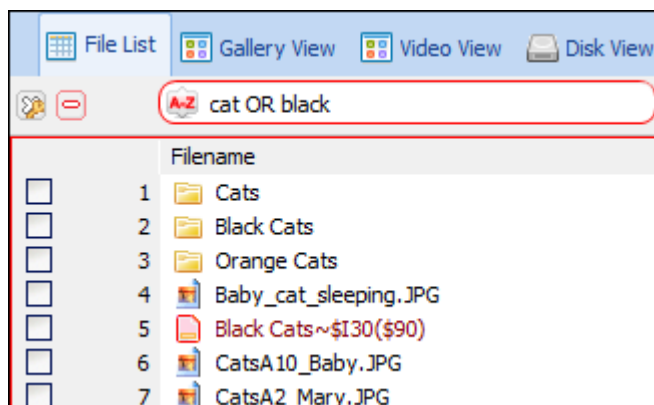 File List Gallery View Video View Disk View
A-Z cat OR black
Filename
1 Cats
2 Black Cats
3 Orange Cats
4 Baby_cat_sleeping.JPG
5 Black Cats~$I30($90)
6 CatsA10_Baby.JPG
7 CatsA2_Mary.JPG